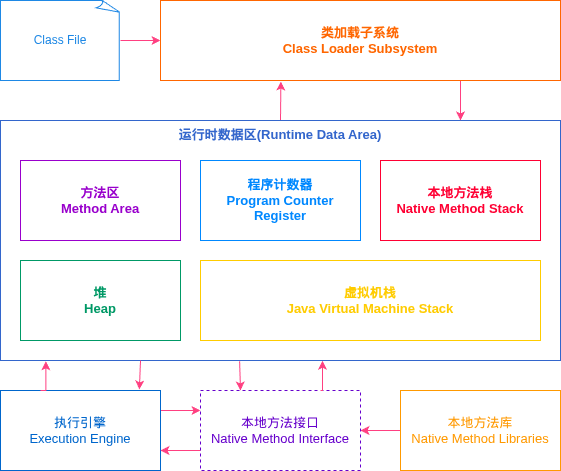 Class File
类加载子系统
Class Loader Subsystem
运行时数据区(Runtime Data Area)
方法区
Method Area
程序计数器
Program Counter
Register
本地方法栈
Native Method Stack
堆
Heap
虚拟机栈
Java Virtual Machine Stack
执行引擎
Execution Engine
本地方法接口
Native Method Interface
本地方法库
Native Method Libraries